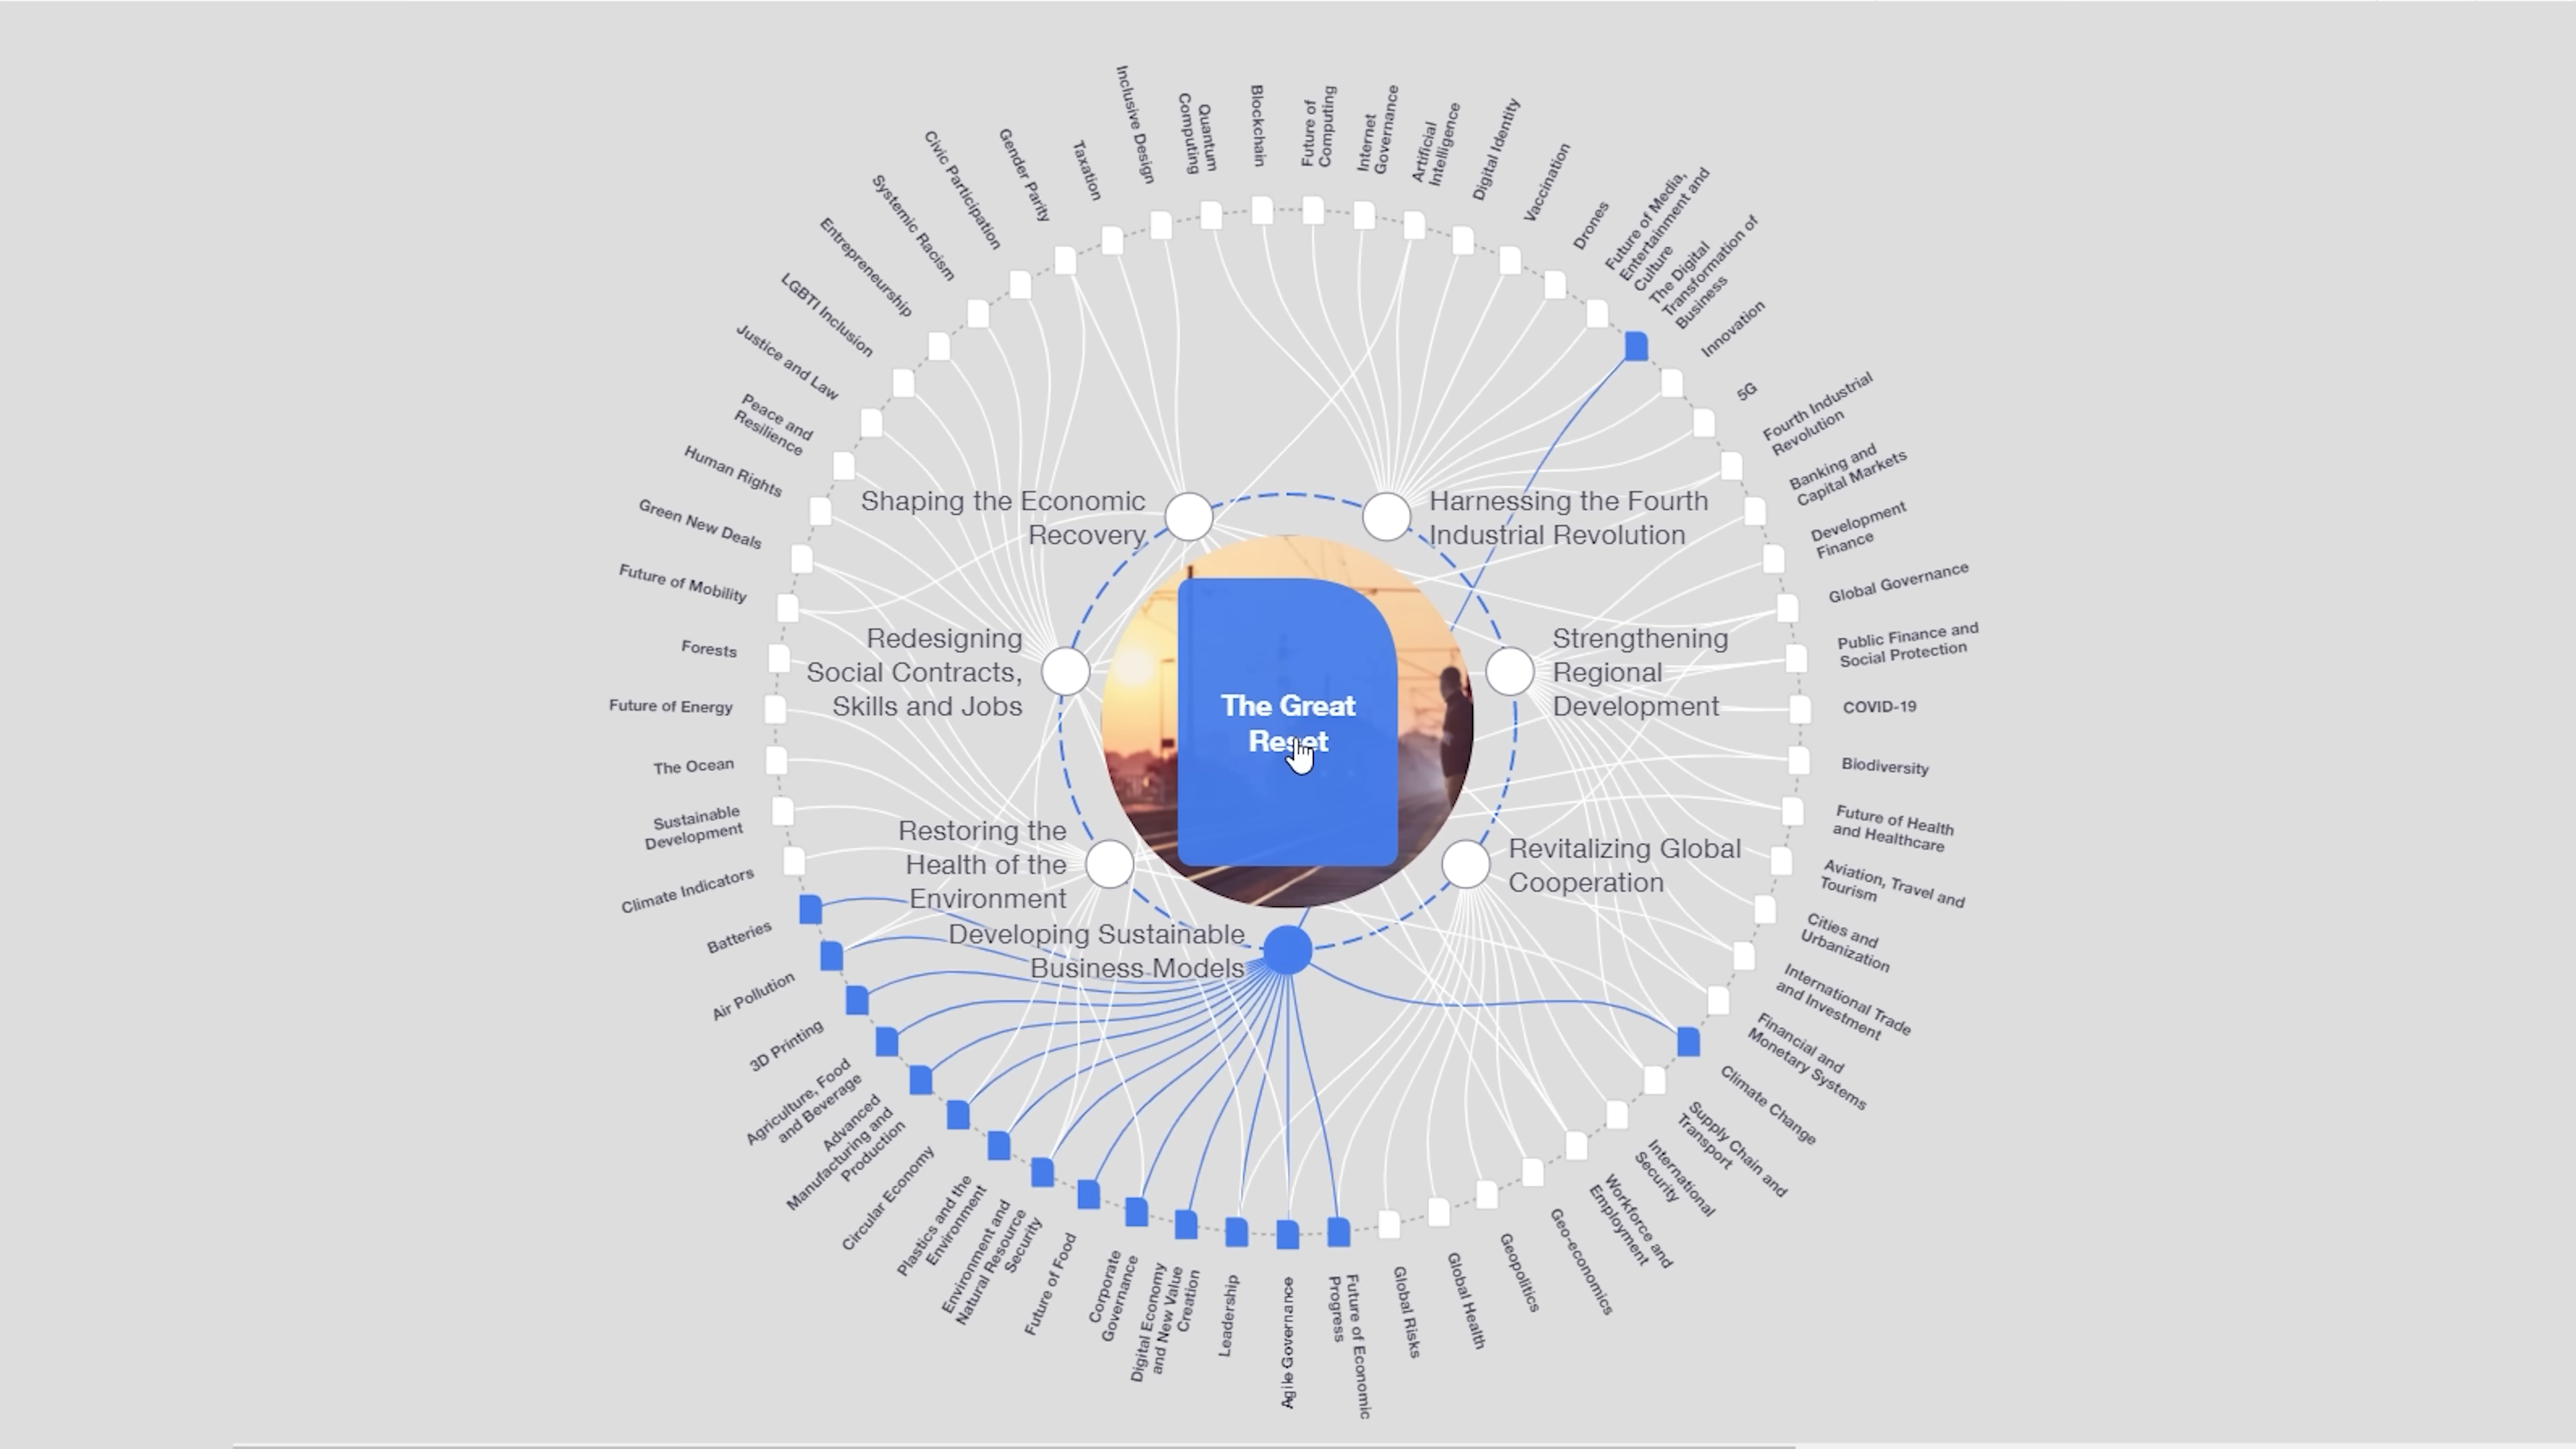 The Great
Reset
Shaping the Economic
Recovery
Harnessing the Fourth
Industrial Revolution
Strengthening
Regional
Development
Revitalizing Global
Cooperation
Developing Sustainable
Business Models
Restoring the
Health of the
Environment
Redesigning
Social Contracts,
Skills and Jobs
Blockchain
Future of
Computing
Internet
Governance
Artificial
Intelligence
Digital Identity
Vaccination
Drones
Future of Media,
Entertainment and
Culture
The Digital
Transformation of
Business
Innovation
5G
Fourth Industrial
Revolution
Banking and
Capital Markets
Development
Finance
Global Governance
Public Finance and
Social Protection
COVID-19
Biodiversity
Future of Health
and Healthcare
Aviation, Travel and
Tourism
Cities and
Urbanization
International Trade
and Investment
Financial and
Monetary Systems
Climate Change
Supply Chain and
Transport
International
Security
Workforce and
Employment
Geo-economics
Geopolitics
Global Health
Global Risks
Future of Economic
Progress
Agile Governance
Leadership
Digital Economy
and New Value
Creation
Corporate
Governance
Future of Food
Environment and
Natural Resource
Security
Plastics and the
Environment
Circular Economy
Advanced
Manufacturing and
Production
Agriculture, Food
and Beverage
3D Printing
Air Pollution
Batteries
Climate Indicators
Sustainable
Development
The Ocean
Future of Energy
Forests
Future of Mobility
Green New Deals
Human Rights
Peace and
Resilience
Justice and Law
LGBTI Inclusion
Entrepreneurship
Systemic Racism
Civic Participation
Gender Parity
Taxation
Inclusive Design
Quantum
Computing